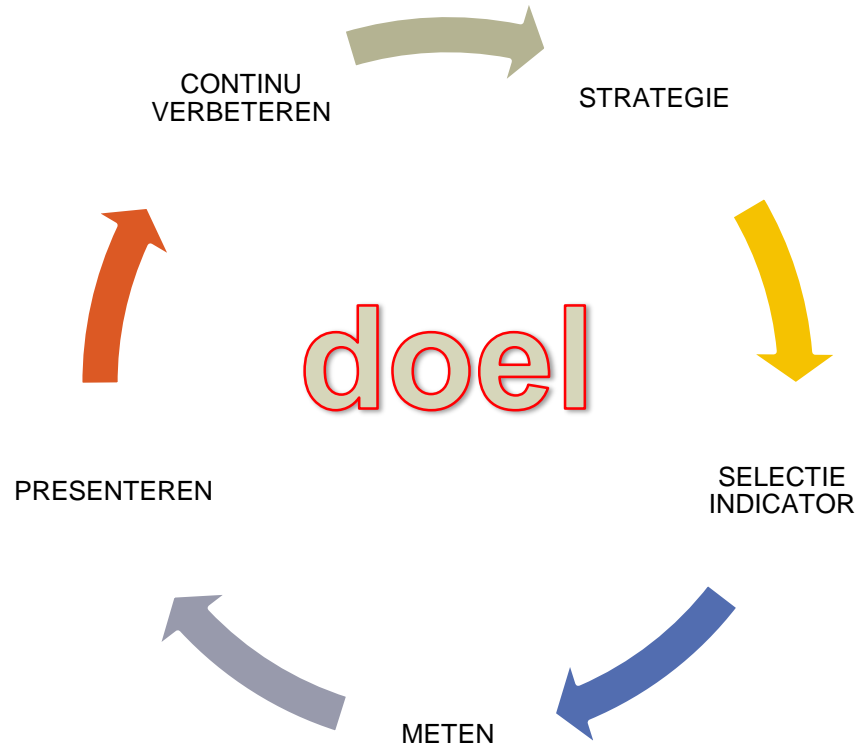 CONTINU
VERBETEREN
STRATEGIE
doel
PRESENTEREN
SELECTIE
INDICATOR
METEN